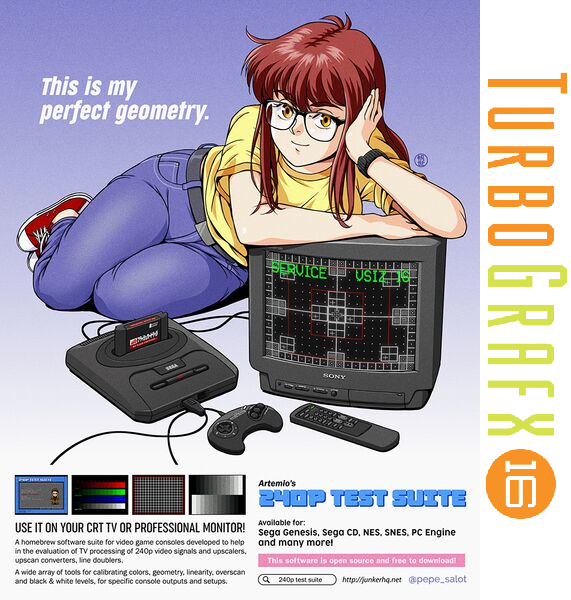 This is my
perfect geometry.
SERVICE VSIZ 16
SEGA
SONY
240P TEST SUITE
USE IT ON YOUR CRT TV OR PROFESSIONAL MONITOR!
A homebrew software suite for video game consoles developed to help
in the evaluation of TV processing of 240p video signals and upscalers,
upscan converters, line doublers.
A wide array of tools for calibrating colors, geometry, linearity, overscan
and black & white levels, for specific console outputs and setups.
Artemio's
240P TEST SUITE
Available for:
Sega Genesis, Sega CD, NES, SNES, PC Engine
and many more!
This software is open source and free to download!
240p test suite
http://junkerhq.net
@pepe_salot
TURBOGRAFX
16